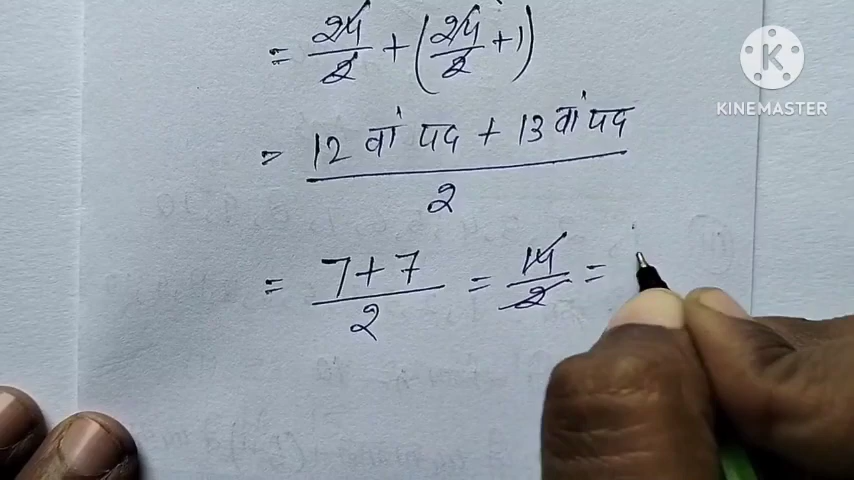 = 24/2 + (24/2 + 1)
K
KINEMASTER
= 12 वां पद + 13 वां पद / 2
= 7 + 7 / 2 = 14/2 =